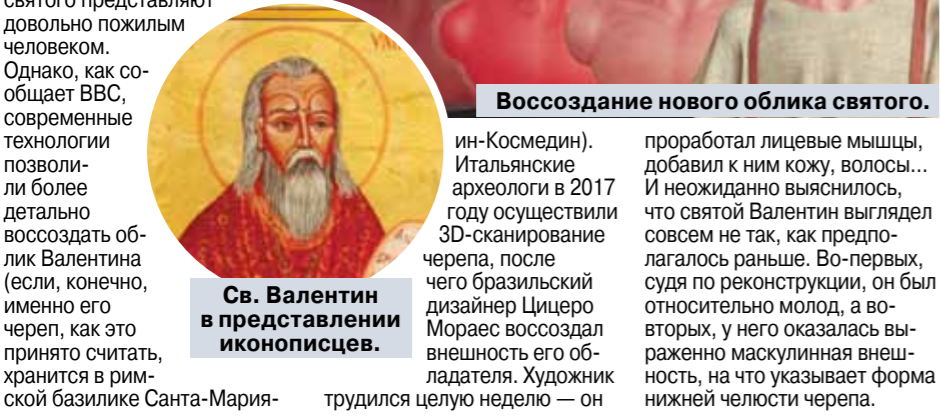 святого представляют
довольно пожилым
человеком.
Однако, как со-
общает BBC,
современные
технологии
позволи-
ли более
детально
воссоздать об-
лик Валентина
(если, конечно,
именно его
череп, как это
принято считать,
хранится в рим-
ской базилике Санта-Мария-
Св. Валентин
в представлении
иконописцев.
ин-Космедин).
Итальянские
археологи в 2017
году осуществили
3D-сканирование
черепа, после
чего бразильский
дизайнер Цицеро
Мораес воссоздал
внешность его об-
ладателя. Художник
трудился целую неделю — он
Воссоздание нового облика святого.
проработал лицевые мышцы,
добавил к ним кожу, волосы...
И неожиданно выяснилось,
что святой Валентин выглядел
совсем не так, как предпо-
лагалось раньше. Во-первых,
судя по реконструкции, он был
относительно молод, а во-
вторых, у него оказалась вы-
раженно маскулинная внеш-
ность, на что указывает форма
нижней челюсти черепа.